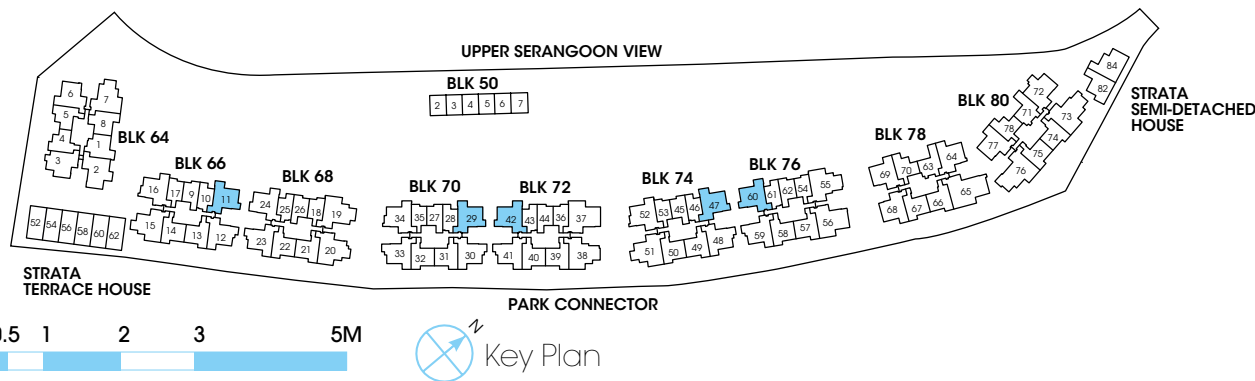 UPPER SERANGOON VIEW
BLK 50
2 3 4 5 6 7
84
82
STRATA
SEMI-DETACHED
HOUSE
BLK 80
72
71
73
78
74
77
75
76
6
7
5
8
4
1
3
2
BLK 64
BLK 66
16 17 9 10 11
15 14 13 12
BLK 68
24 25 26 18 19
23 22 21 20
BLK 70
34 35 27 28 29
33 32 31 30
BLK 72
42 43 44 36 37
41 40 39 38
BLK 74
52 53 45 46 47
51 50 49 48
BLK 76
60 61 62 54 55
59 58 57 56
BLK 78
69 70 63 64
68 67 66 65
52 54 56 58 60 62
STRATA
TERRACE HOUSE
PARK CONNECTOR
0.5 1 2 3 5M
N
Key Plan